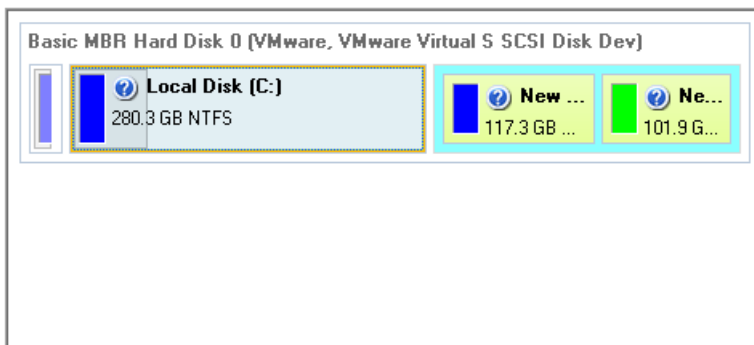 Basic MBR Hard Disk 0 (VMware, VMware Virtual S SCSI Disk Dev)
Local Disk (C:)
280.3 GB NTFS
New ...
117.3 GB ...
Ne...
101.9 G...